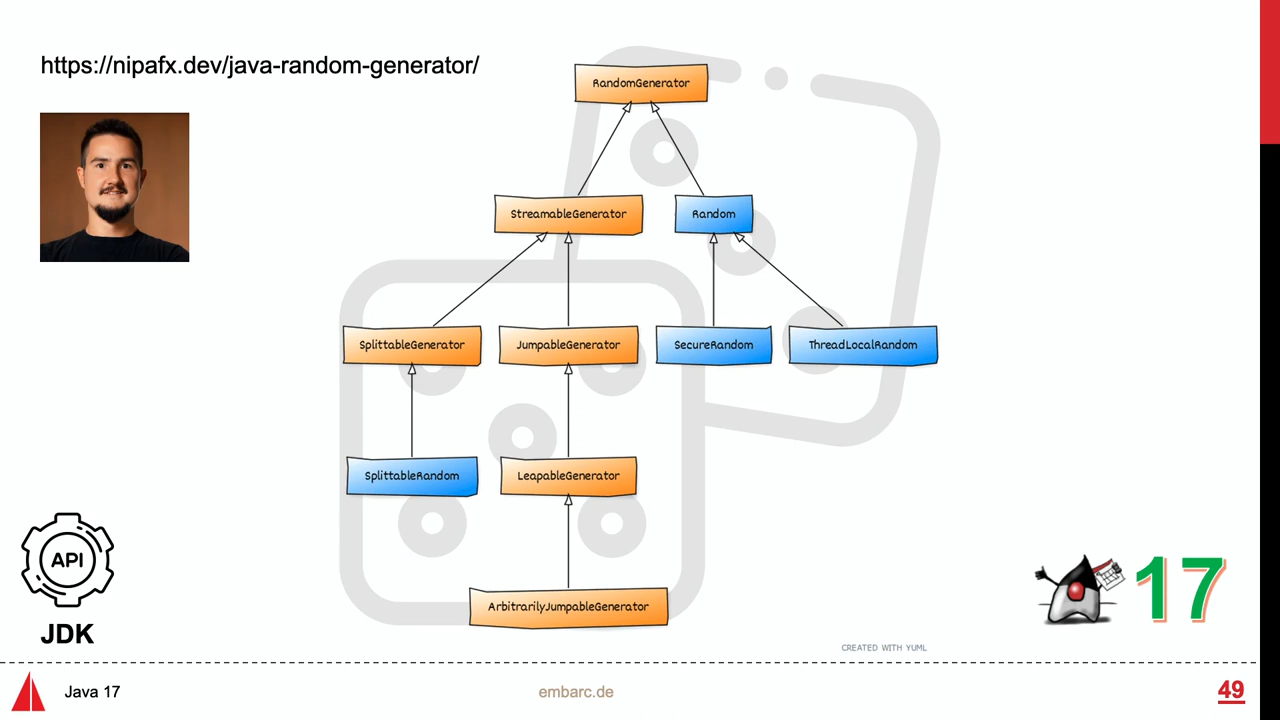 https://nipafx.dev/java-random-generator/
RandomGenerator
StreamableGenerator
Random
SplittableGenerator
JumpableGenerator
SecureRandom
ThreadLocalRandom
SplittableRandom
LeapableGenerator
ArbitrarilyJumpableGenerator
API
JDK
17
CREATED WITH YUML
Java 17
embarc.de
49